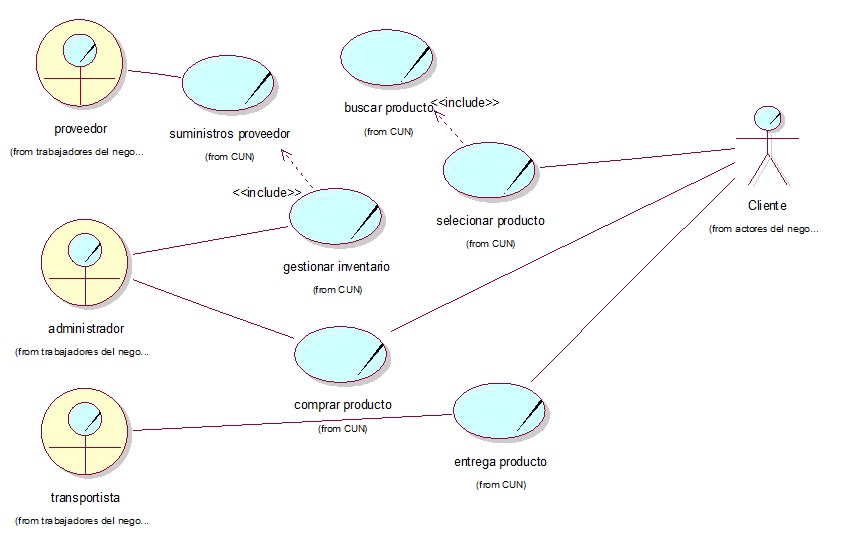 proveedor
(from trabajadores del nego...
suministros proveedor
(from CUN)
buscar producto
<<include>>
(from CUN)
Cliente
(from actores del nego...
selecionar producto
(from CUN)
<<include>>
gestionar inventario
(from CUN)
administrador
(from trabajadores del nego...
comprar producto
(from CUN)
entrega producto
(from CUN)
transportista
(from trabajadores del nego...